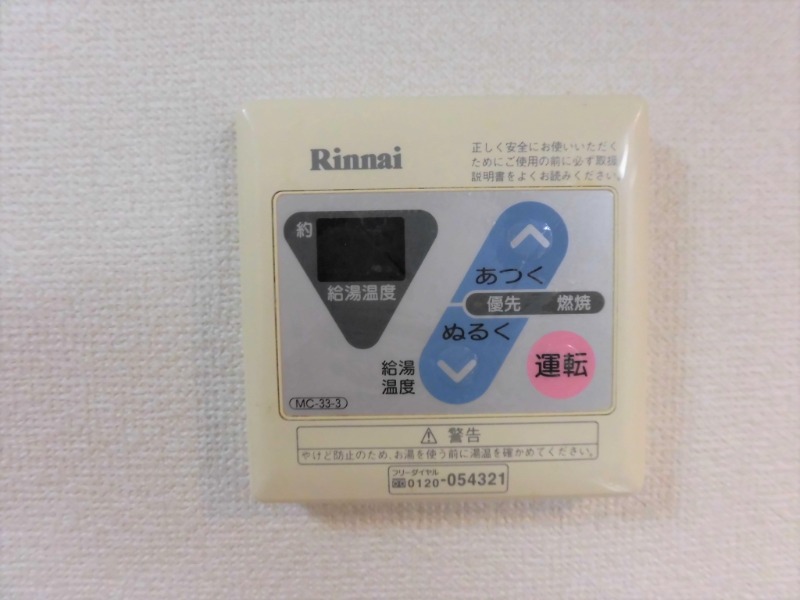 Rinnai
正しく安全にお使いいただく
ためにご使用の前に必ず取扱
説明書をよくお読みください。
約
給湯温度
あつく
優先 燃焼
ぬるく
運転
給湯
温度
MC-33-3
⚠ 警告
やけど防止のため、お湯を使う前に湯温を確かめてください。
フリーダイヤル
0120-054321